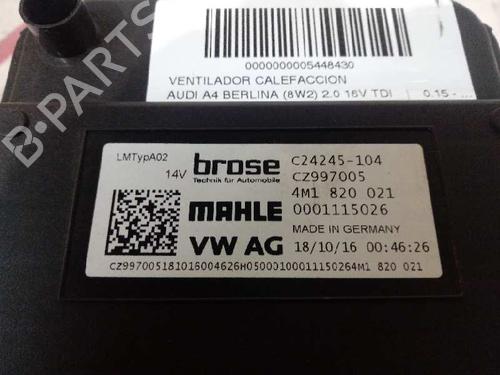 B-PARTS
0000000005448430
VENTILADOR CALEFACCION
AUDI A4 BERLINA (8W2) 2.0 16V TDI | 0.15 - ...
LMTypA02
14V
brose
Technik für Automobile
C24245-104
CZ997005
4M1 820 021
MAHLE
0001115026
MADE IN GERMANY
VW AG
18/10/16 00:46:26
CZ99700518101600462​6H05000100011150264M1 820 021